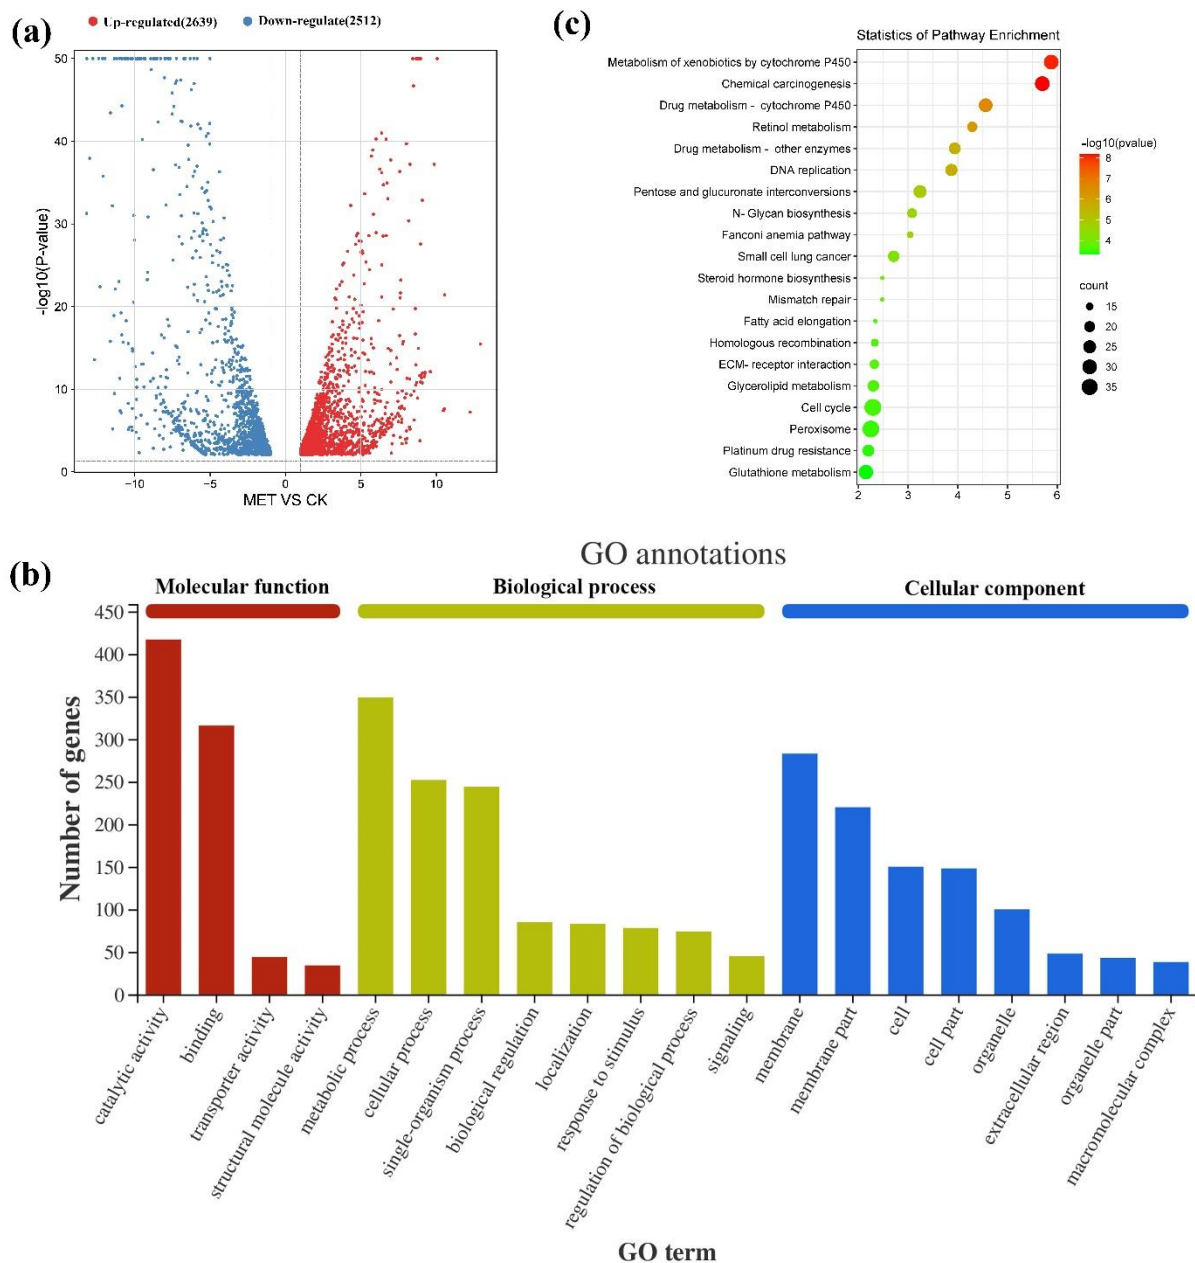 (a)
Up-regulated(2639)
Down-regulate(2512)
50
40
30
20
10
0
-log10(P-value)
−10
−5
0
5
10
MET VS CK
(c)
Statistics of Pathway Enrichment
Metabolism of xenobiotics by cytochrome P450
Chemical carcinogenesis
Drug metabolism - cytochrome P450
Retinol metabolism
Drug metabolism - other enzymes
DNA replication
Pentose and glucuronate interconversions
N- Glycan biosynthesis
Fanconi anemia pathway
Small cell lung cancer
Steroid hormone biosynthesis
Mismatch repair
Fatty acid elongation
Homologous recombination
ECM- receptor interaction
Glycerolipid metabolism
Cell cycle
Peroxisome
Platinum drug resistance
Glutathione metabolism
2
3
4
5
6
-log10(pvalue)
8
7
6
5
4
count
15
20
25
30
35
(b)
GO annotations
Molecular function
Biological process
Cellular component
450
400
350
300
250
200
150
100
50
0
Number of genes
catalytic activity
binding
transporter activity
structural molecule activity
metabolic process
cellular process
single-organism process
biological regulation
localization
response to stimulus
regulation of biological process
signaling
membrane
membrane part
cell
cell part
organelle
extracellular region
organelle part
macromolecular complex
GO term